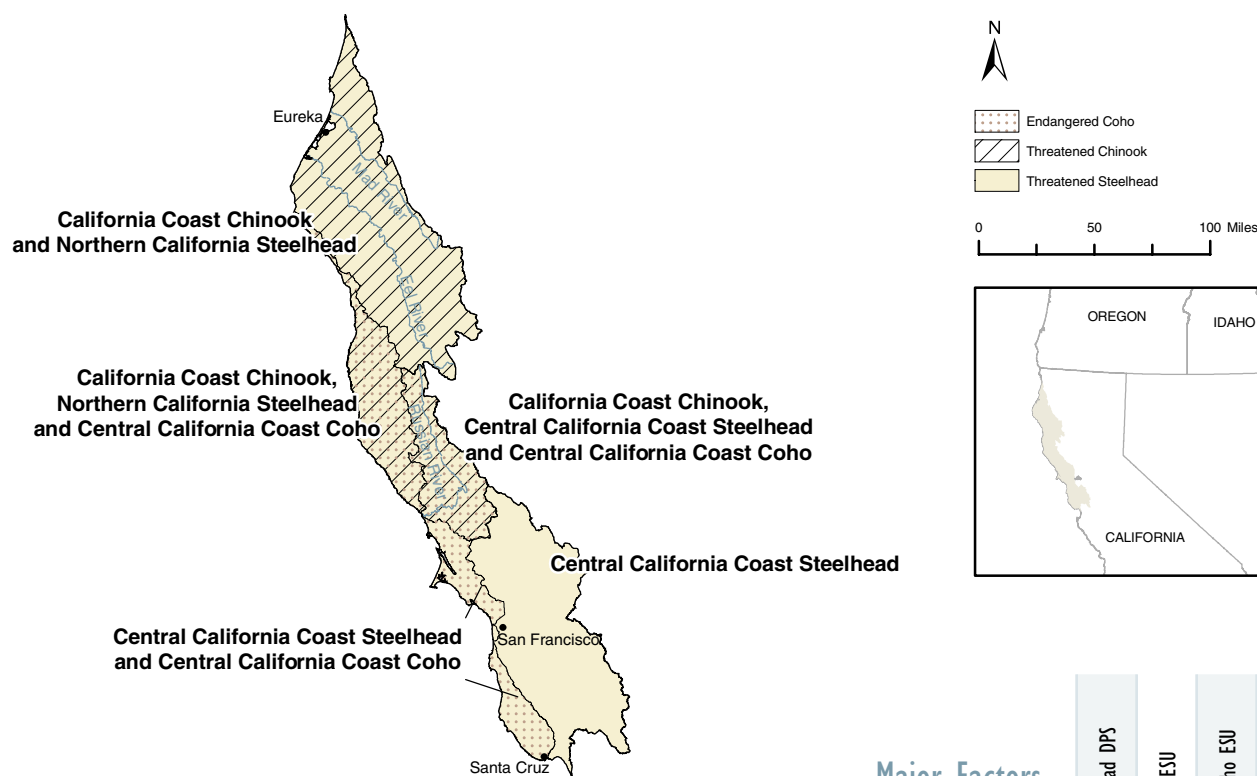 N
Endangered Coho
Threatened Chinook
Threatened Steelhead
0 50 100 Miles
OREGON
IDAHO
CALIFORNIA
Eureka
Mad River
California Coast Chinook
and Northern California Steelhead
Eel River
California Coast Chinook,
Northern California Steelhead
and Central California Coast Coho
Russian River
California Coast Chinook,
Central California Coast Steelhead
and Central California Coast Coho
Central California Coast Steelhead
Central California Coast Steelhead
and Central California Coast Coho
San Francisco
Santa Cruz
Major Factors
DPS
ESU
ESU